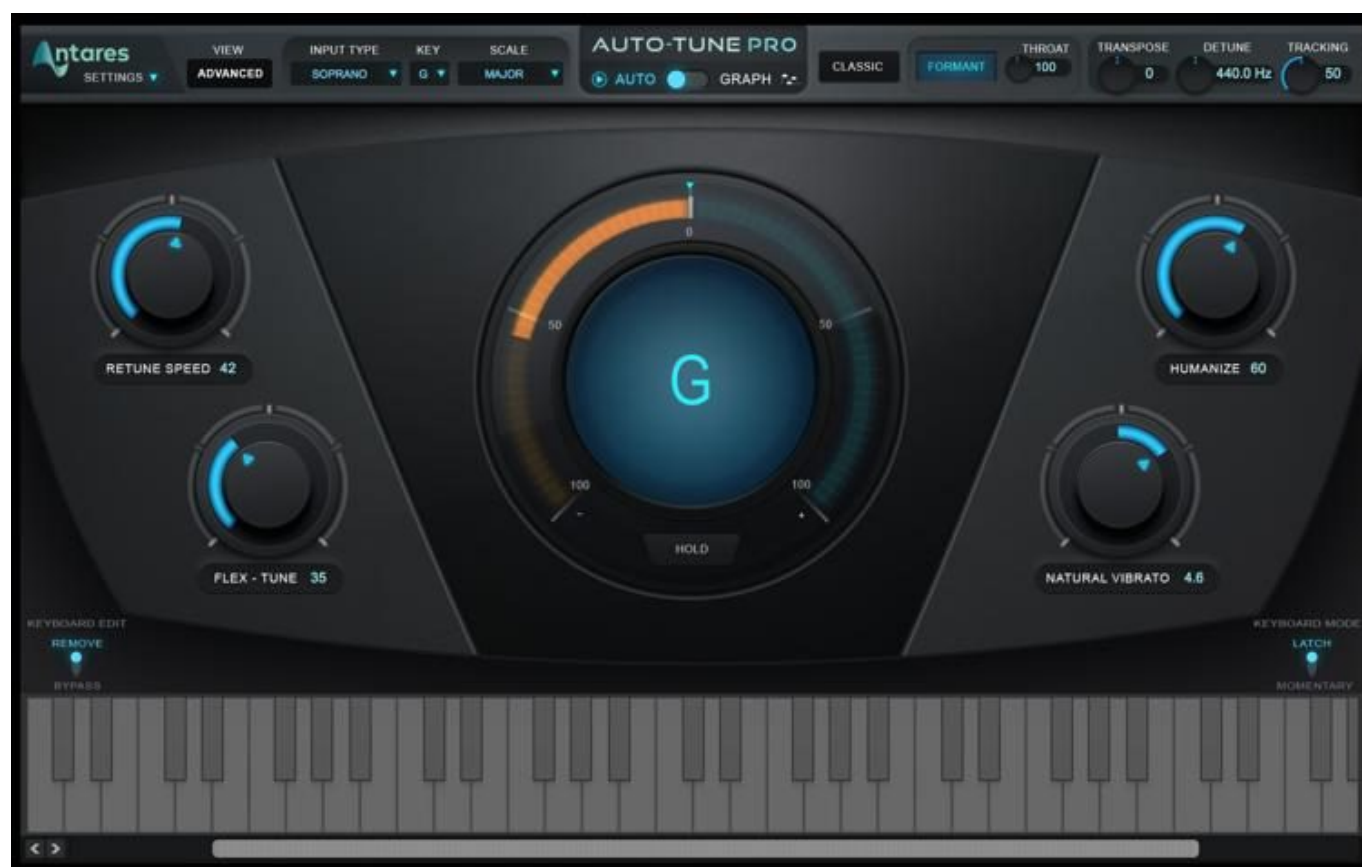 Antares
SETTINGS
VIEW
ADVANCED
INPUT TYPE
SOPRANO
KEY
G
SCALE
MAJOR
AUTO-TUNE PRO
AUTO GRAPH
CLASSIC
FORMANT
THROAT
100
TRANSPOSE
0
DETUNE
440.0 Hz
TRACKING
50
0
50
50
100
100
-
+
G
HOLD
RETUNE SPEED 42
FLEX - TUNE 35
HUMANIZE 60
NATURAL VIBRATO 4.6
KEYBOARD EDIT
REMOVE
BYPASS
KEYBOARD MODE
LATCH
MOMENTARY